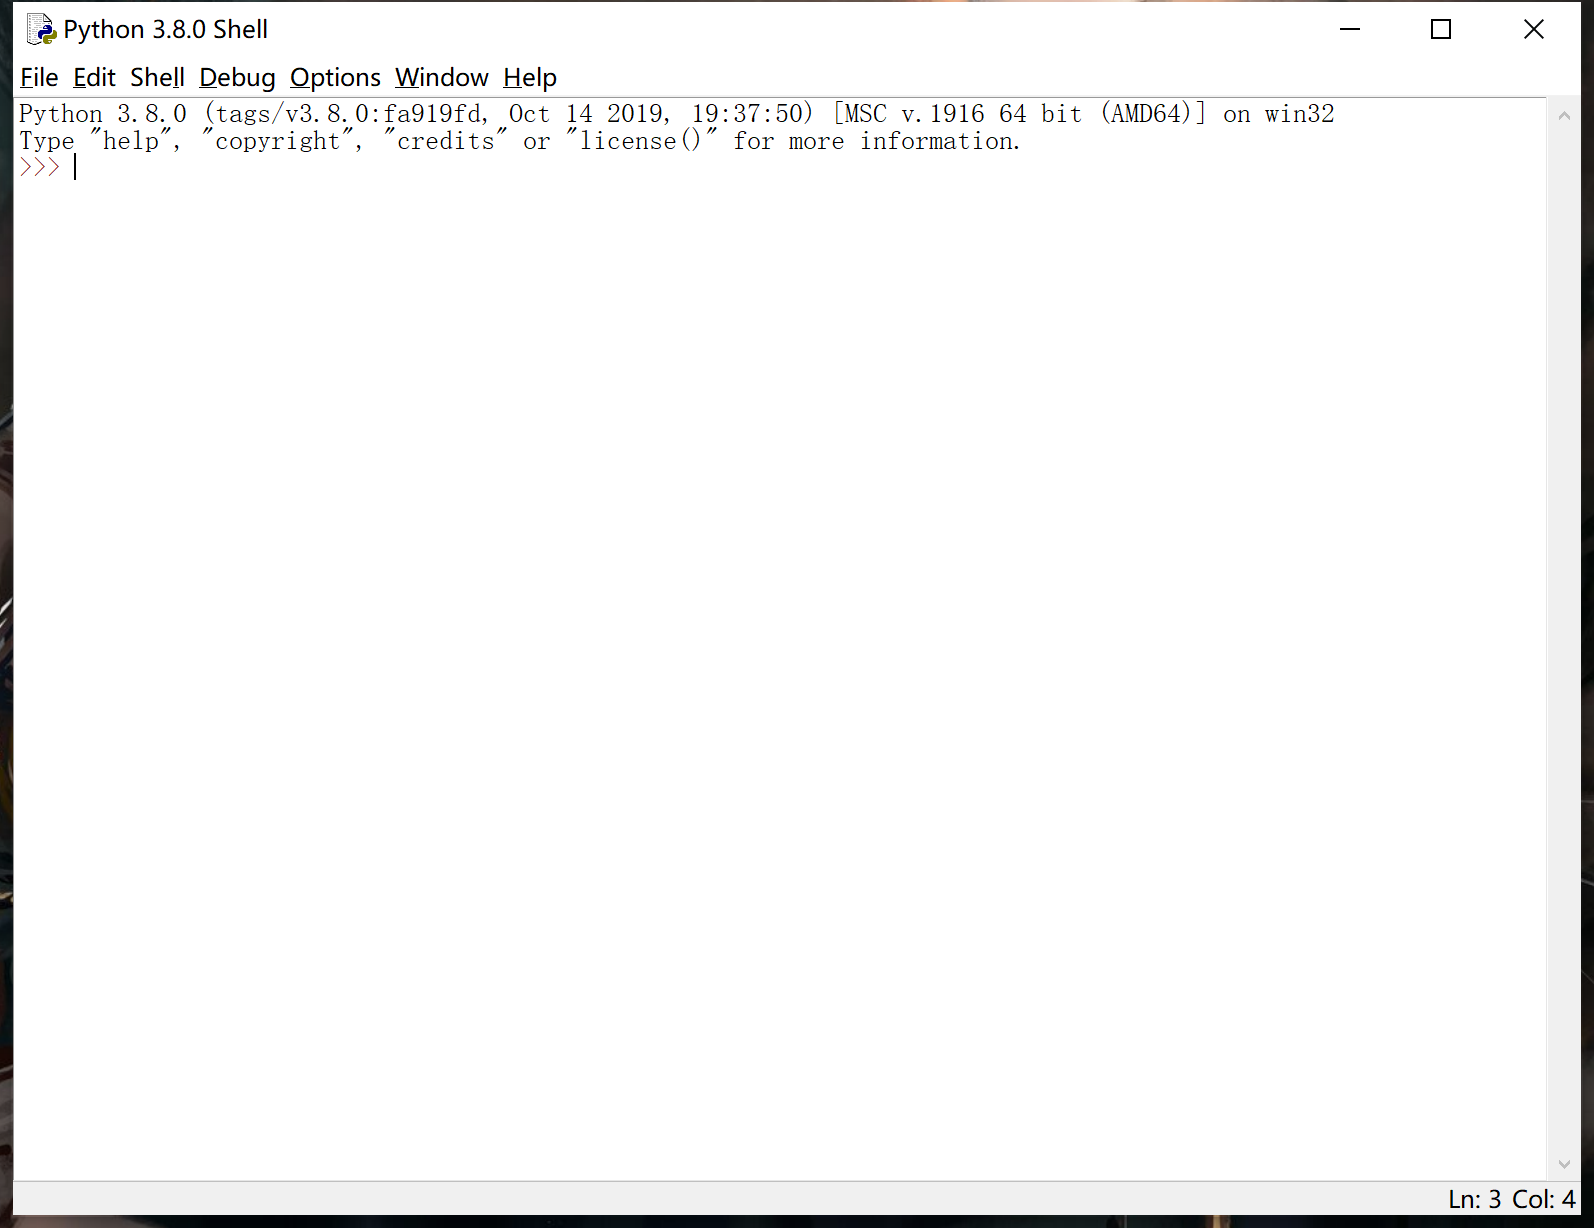 Python 3.8.0 Shell
File Edit Shell Debug Options Window Help
Python 3.8.0 (tags/v3.8.0:fa919fd, Oct 14 2019, 19:37:50) [MSC v.1916 64 bit (AMD64)] on win32
Type "help", "copyright", "credits" or "license()" for more information.
>>>
Ln: 3 Col: 4